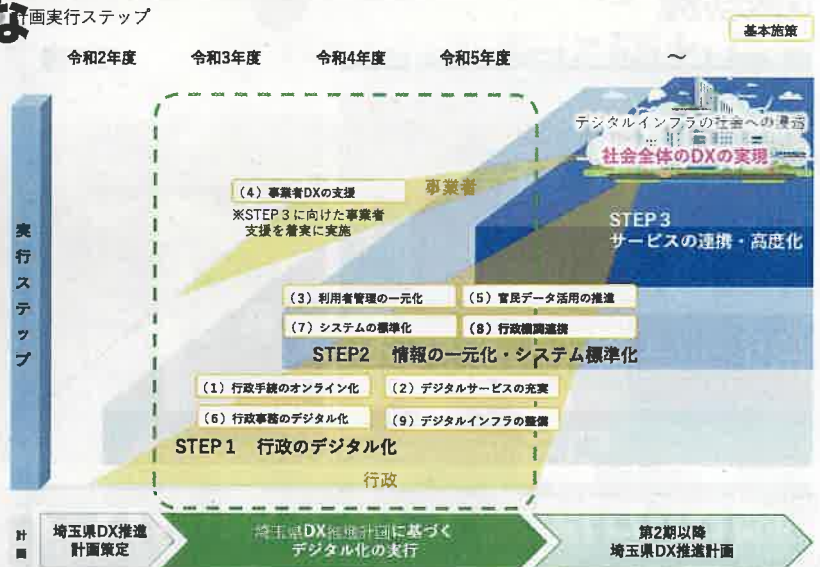 な
計画実行ステップ
基本施策
令和2年度
令和3年度
令和4年度
令和5年度
～
デジタルインフラの社会への浸透
社会全体のDXの実現
(4) 事業者DXの支援
事業者
※STEP3に向けた事業者
支援を着実に実施
STEP3
サービスの連携・高度化
実行ステップ
(3) 利用者管理の一元化
(5) 官民データ活用の推進
(7) システムの標準化
(8) 行政機関連携
STEP2 情報の一元化・システム標準化
(1) 行政手続のオンライン化
(2) デジタルサービスの充実
(6) 行政事務のデジタル化
(9) デジタルインフラの整備
STEP1 行政のデジタル化
行政
計画
埼玉県DX推進
計画策定
埼玉県DX推進計画に基づく
デジタル化の実行
第2期以降
埼玉県DX推進計画